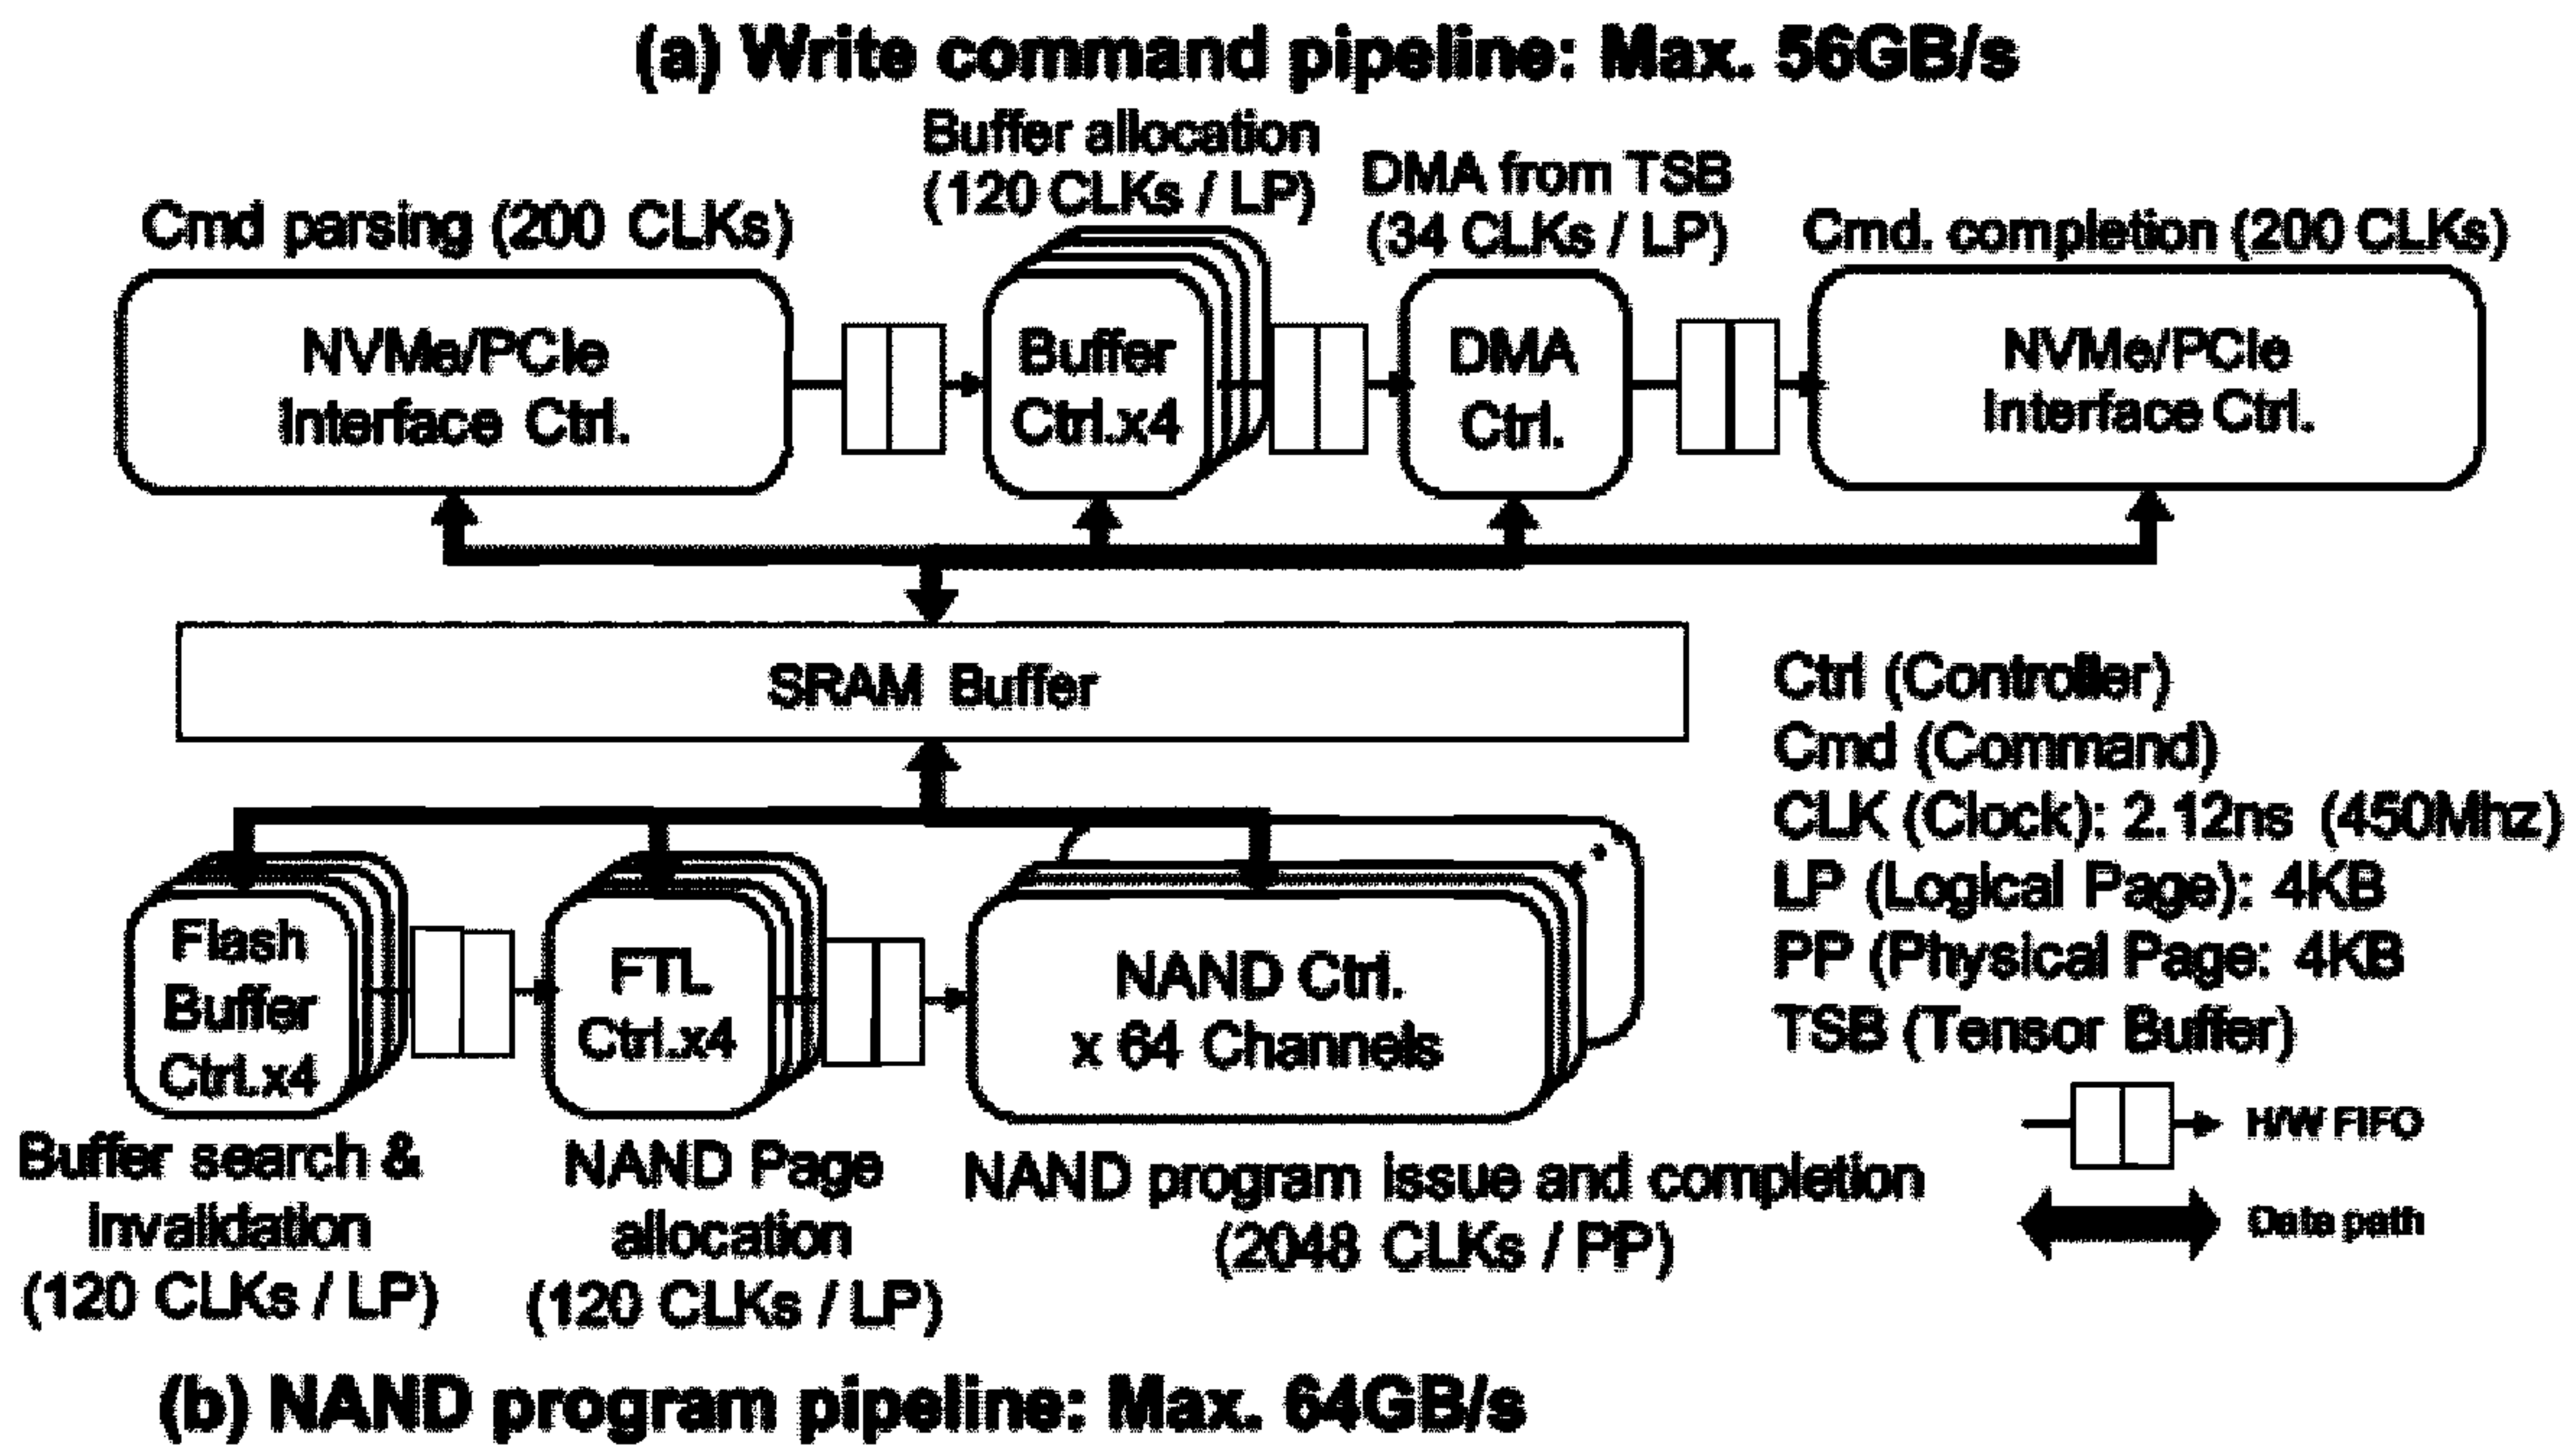 (a) Write command pipeline: Max. 56GB/s
Buffer allocation
(120 CLKs / LP)
DMA from TSB
(34 CLKs / LP)
Cmd parsing (200 CLKs)
Cmd. completion (200 CLKs)
NVMe/PCIe
Interface Ctrl.
Buffer
Ctrl.x4
DMA
Ctrl.
NVMe/PCIe
Interface Ctrl.
SRAM Buffer
Ctrl (Controller)
Cmd (Command)
CLK (Clock): 2.12ns (450Mhz)
LP (Logical Page): 4KB
PP (Physical Page: 4KB
TSB (Tensor Buffer)
H/W FIFO
Date path
Flash
Buffer
Ctrl.x4
FTL
Ctrl.x4
NAND Ctrl.
x 64 Channels
Buffer search &
invalidation
(120 CLKs / LP)
NAND Page
allocation
(120 CLKs / LP)
NAND program issue and completion
(2048 CLKs / PP)
(b) NAND program pipeline: Max. 64GB/s